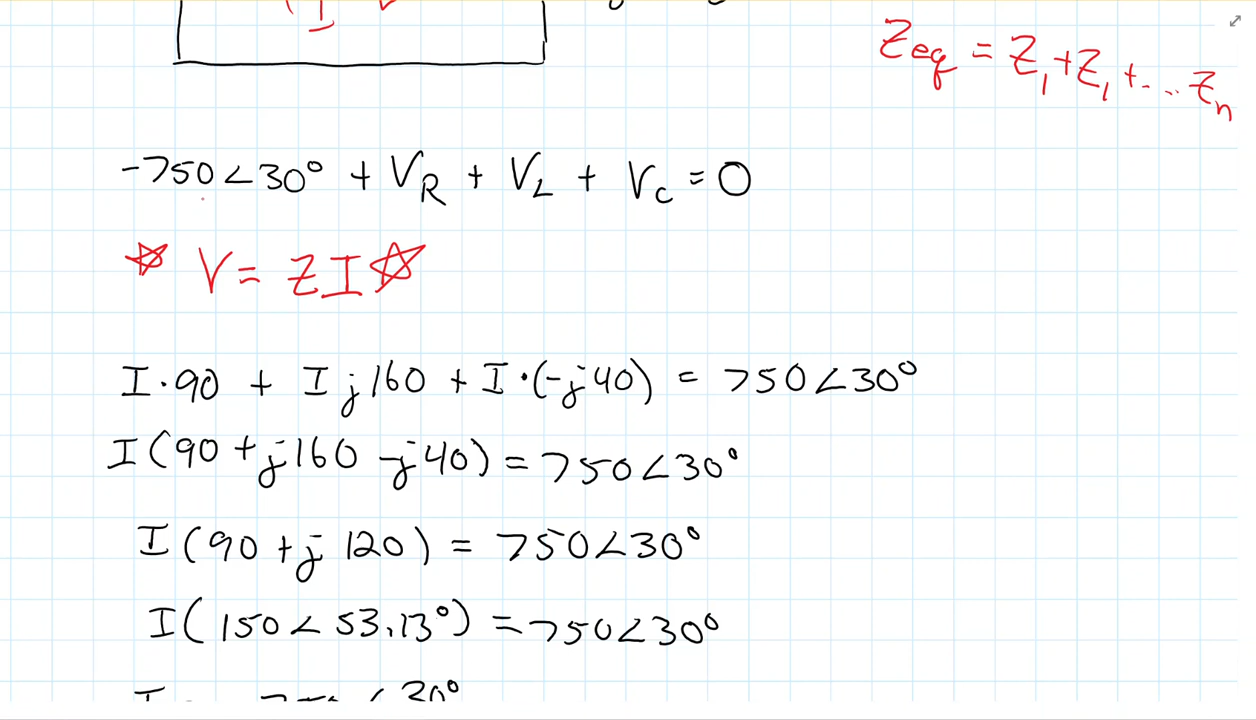 Zeq = Z1 + Z1 + ... Zn
-750∠30° + VR + VL + VC = 0
☆ V = ZI ☆
I·90 + Ij160 + I·(-j40) = 750∠30°
I(90 + j160 - j40) = 750∠30°
I(90 + j120) = 750∠30°
I(150∠53.13°) = 750∠30°